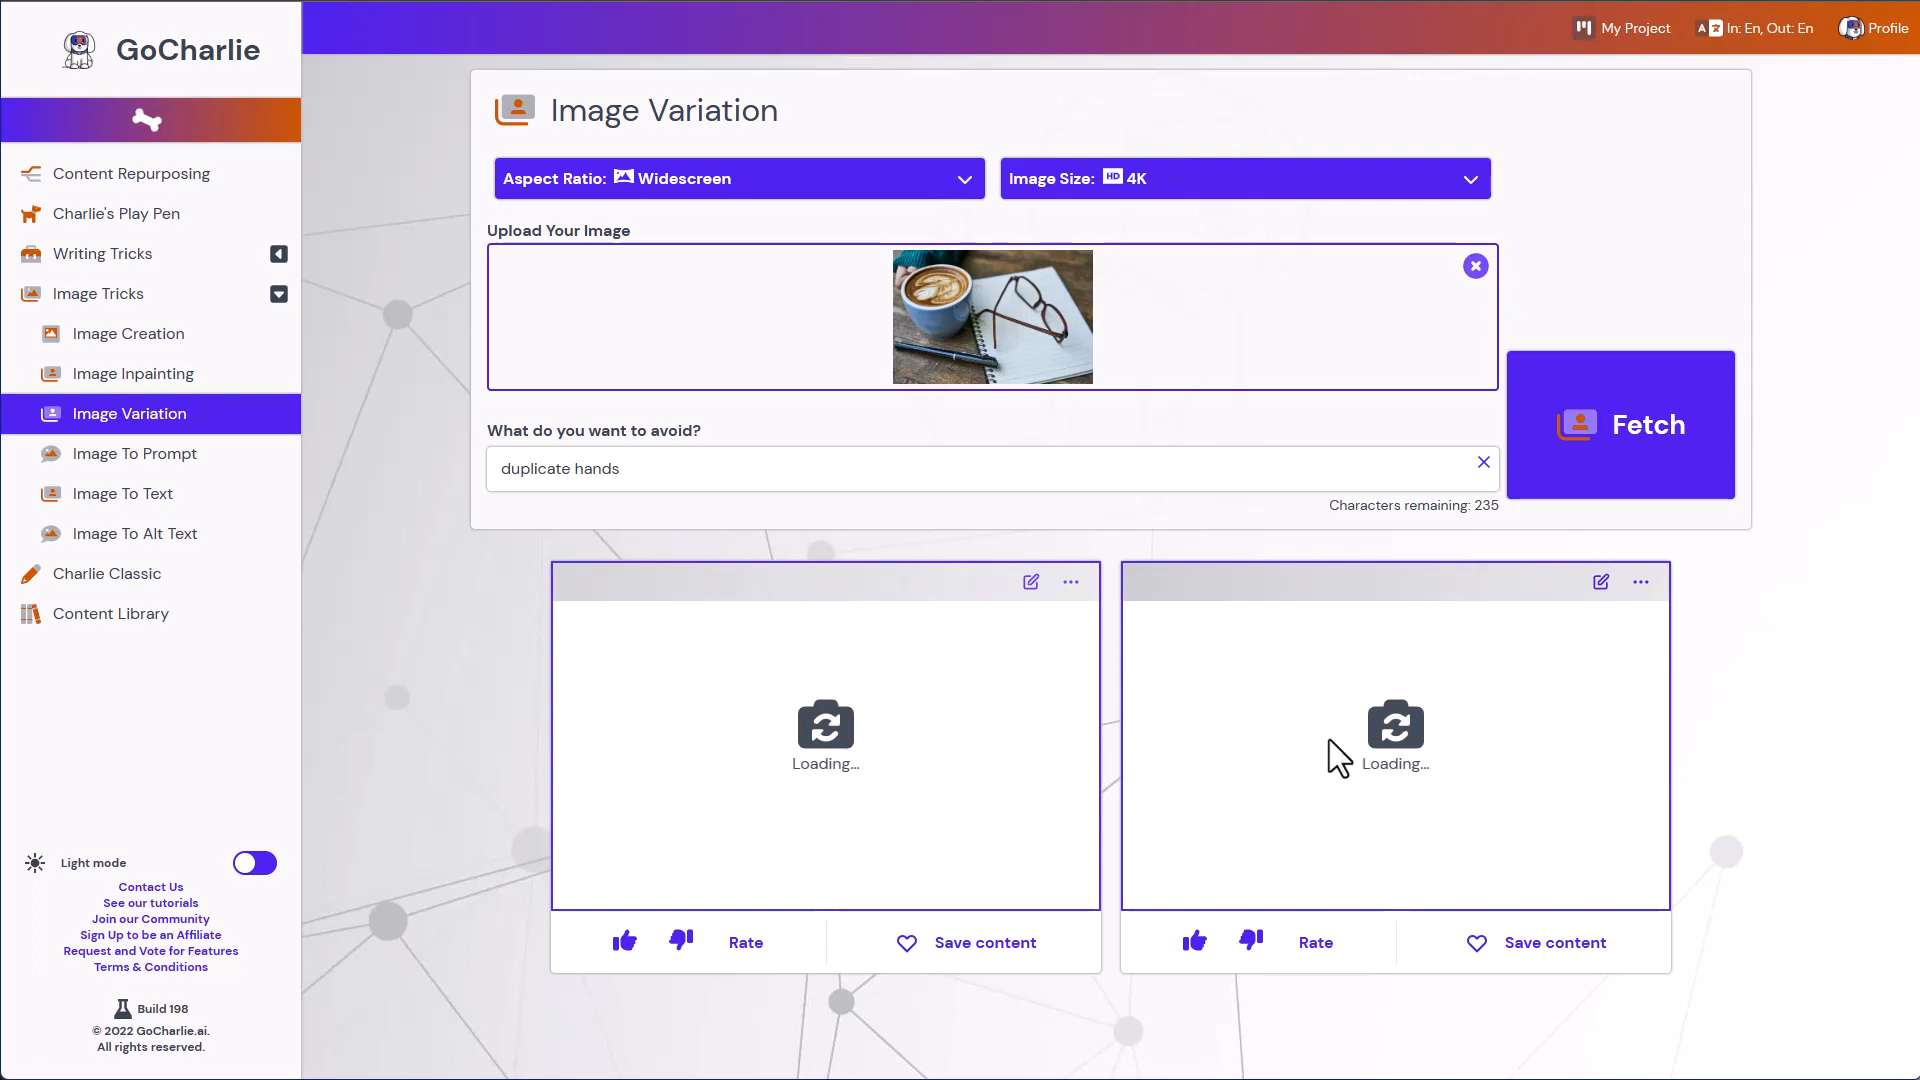 GoCharlie
My Project
In: En, Out: En
Profile
Content Repurposing
Charlie's Play Pen
Writing Tricks
Image Tricks
Image Creation
Image Inpainting
Image Variation
Image To Prompt
Image To Text
Image To Alt Text
Charlie Classic
Content Library
Light mode
Contact Us
See our tutorials
Join our Community
Sign Up to be an Affiliate
Request and Vote for Features
Terms & Conditions
Build 198
© 2022 GoCharlie.ai.
All rights reserved.
Image Variation
Aspect Ratio: Widescreen
Image Size: HD 4K
Upload Your Image
What do you want to avoid?
duplicate hands
Characters remaining: 235
Fetch
Loading...
Loading...
Rate
Save content
Rate
Save content